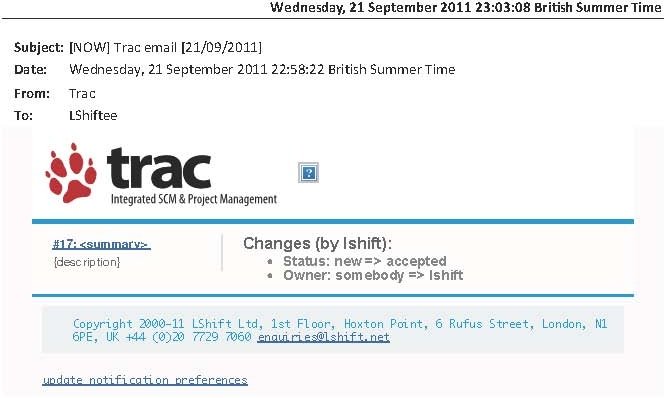 Wednesday, 21 September 2011 23:03:08 British Summer Time
Subject: [NOW] Trac email [21/09/2011]
Date: Wednesday, 21 September 2011 22:58:22 British Summer Time
From: Trac
To: LShiftee
trac
Integrated SCM & Project Management
?
#17: <summary>
{description}
Changes (by lshift):
• Status: new => accepted
• Owner: somebody => lshift
Copyright 2000-11 LShift Ltd, 1st Floor, Hoxton Point, 6 Rufus Street, London, N1
6PE, UK +44 (0)20 7729 7060 enquiries@lshift.net
update notification preferences